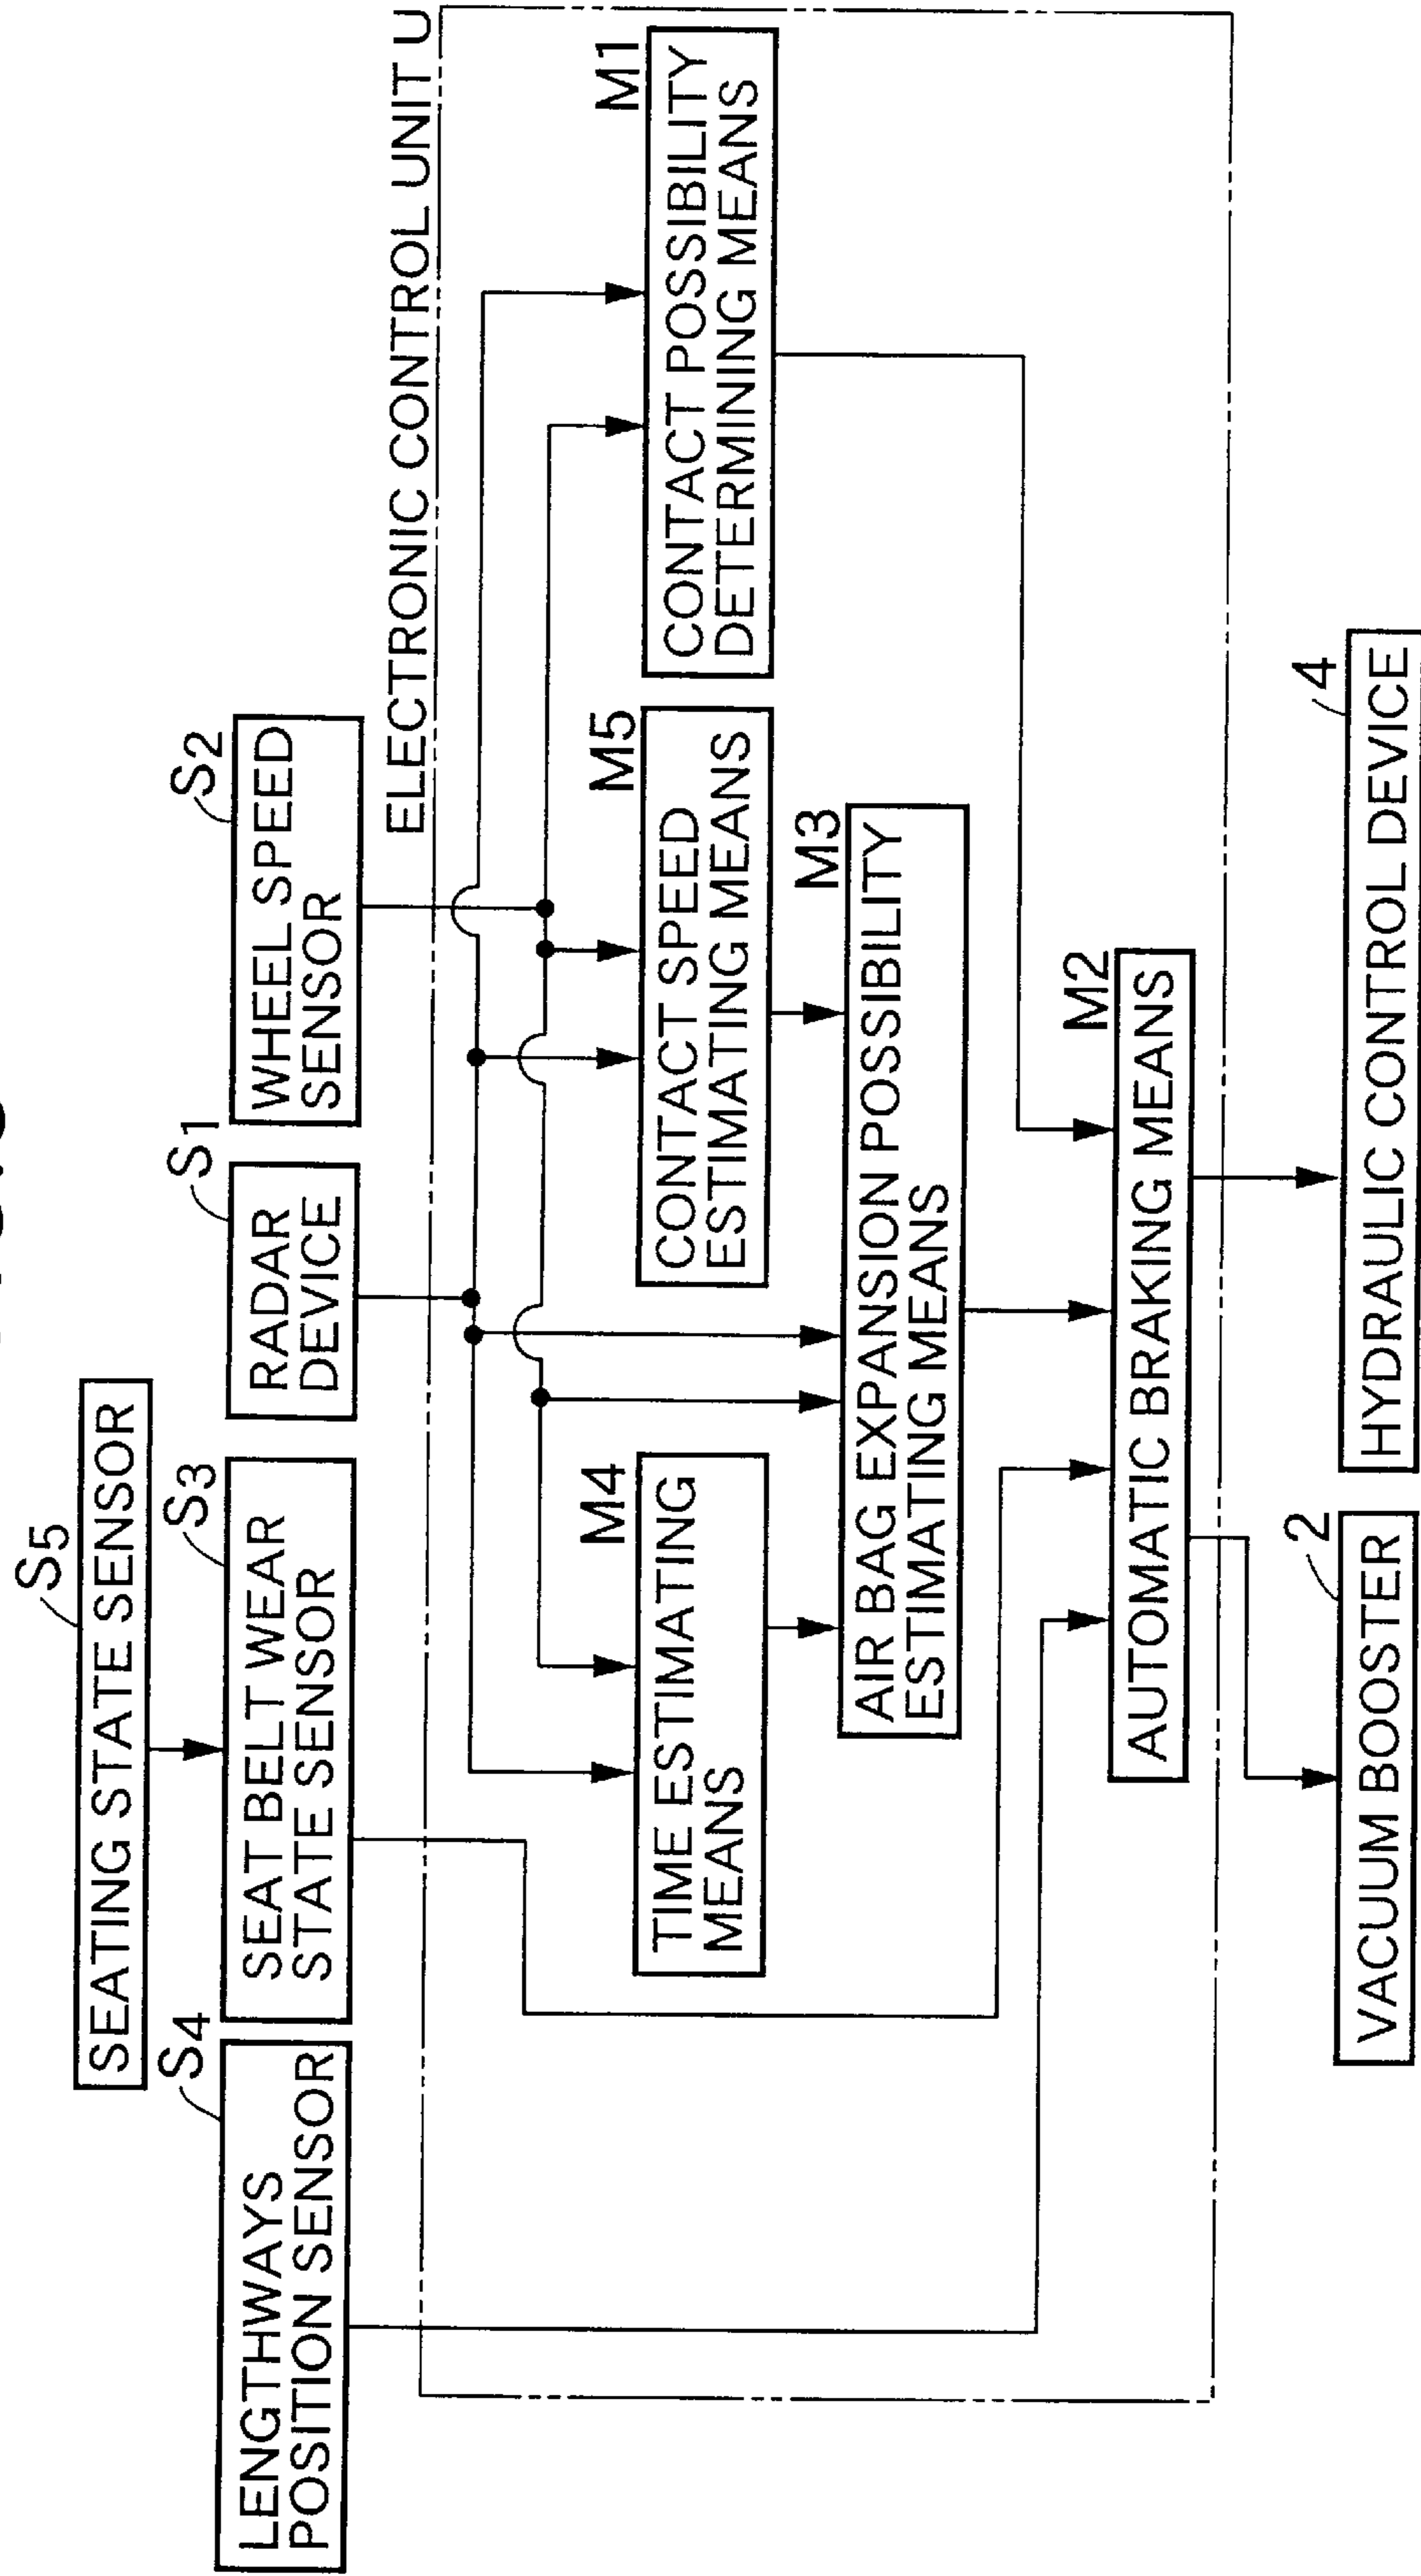 SEATING STATE SENSOR
S5
LENGTHWAYS
POSITION SENSOR
S4
SEAT BELT WEAR
STATE SENSOR
S3
RADAR
DEVICE
S1
WHEEL SPEED
SENSOR
S2
ELECTRONIC CONTROL UNIT U
TIME ESTIMATING
MEANS
M4
CONTACT SPEED
ESTIMATING MEANS
M5
CONTACT POSSIBILITY
DETERMINING MEANS
M1
AIR BAG EXPANSION POSSIBILITY
ESTIMATING MEANS
M3
AUTOMATIC BRAKING MEANS
M2
VACUUM BOOSTER
2
HYDRAULIC CONTROL DEVICE
4